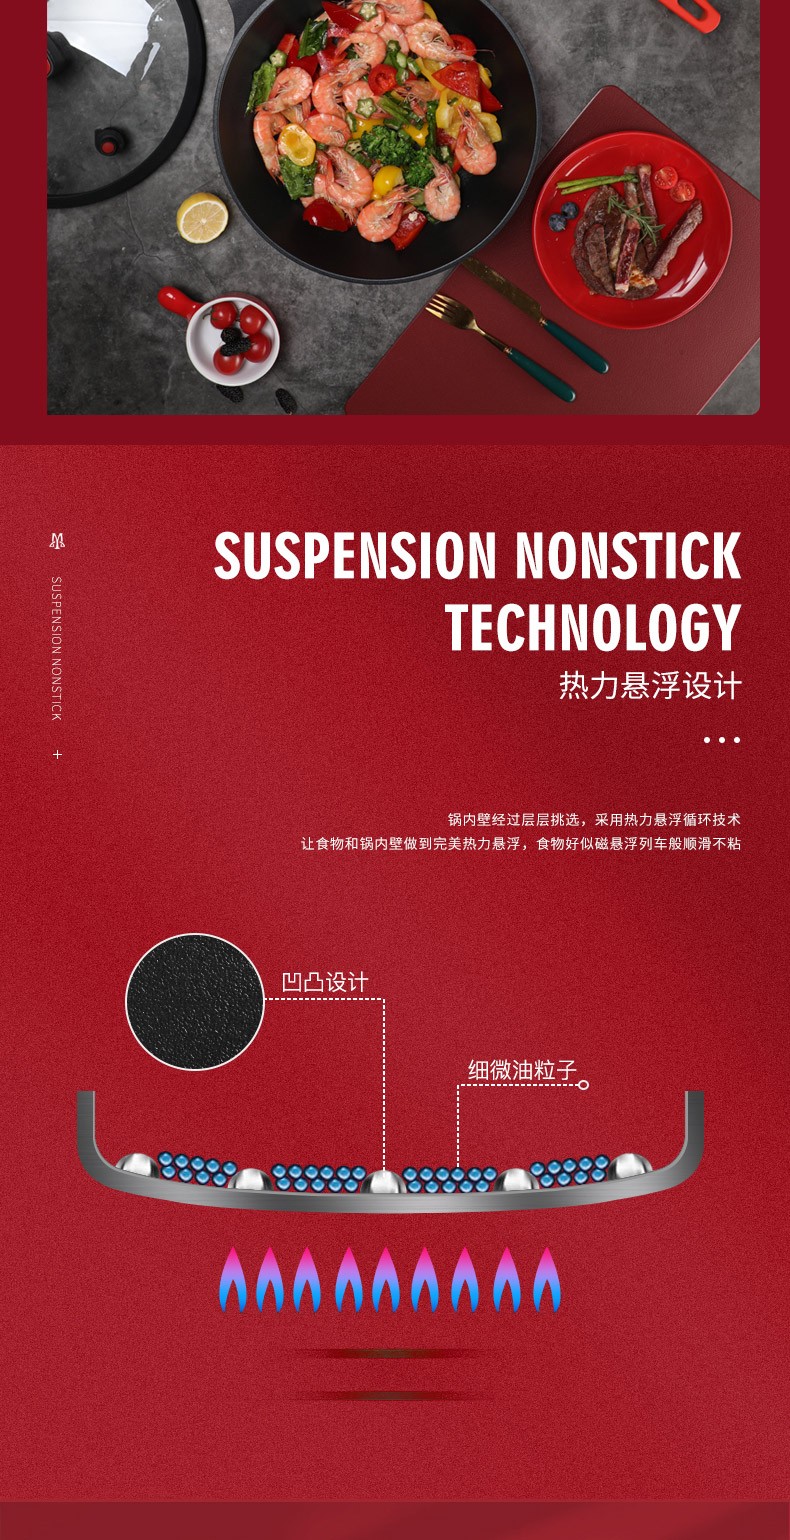 SUSPENSION NONSTICK
TECHNOLOGY
热力悬浮设计
SUSPENSION NONSTICK
锅内壁经过层层挑选，采用热力悬浮循环技术
让食物和锅内壁做到完美热力悬浮，食物好似磁悬浮列车般顺滑不粘
凹凸设计
细微油粒子